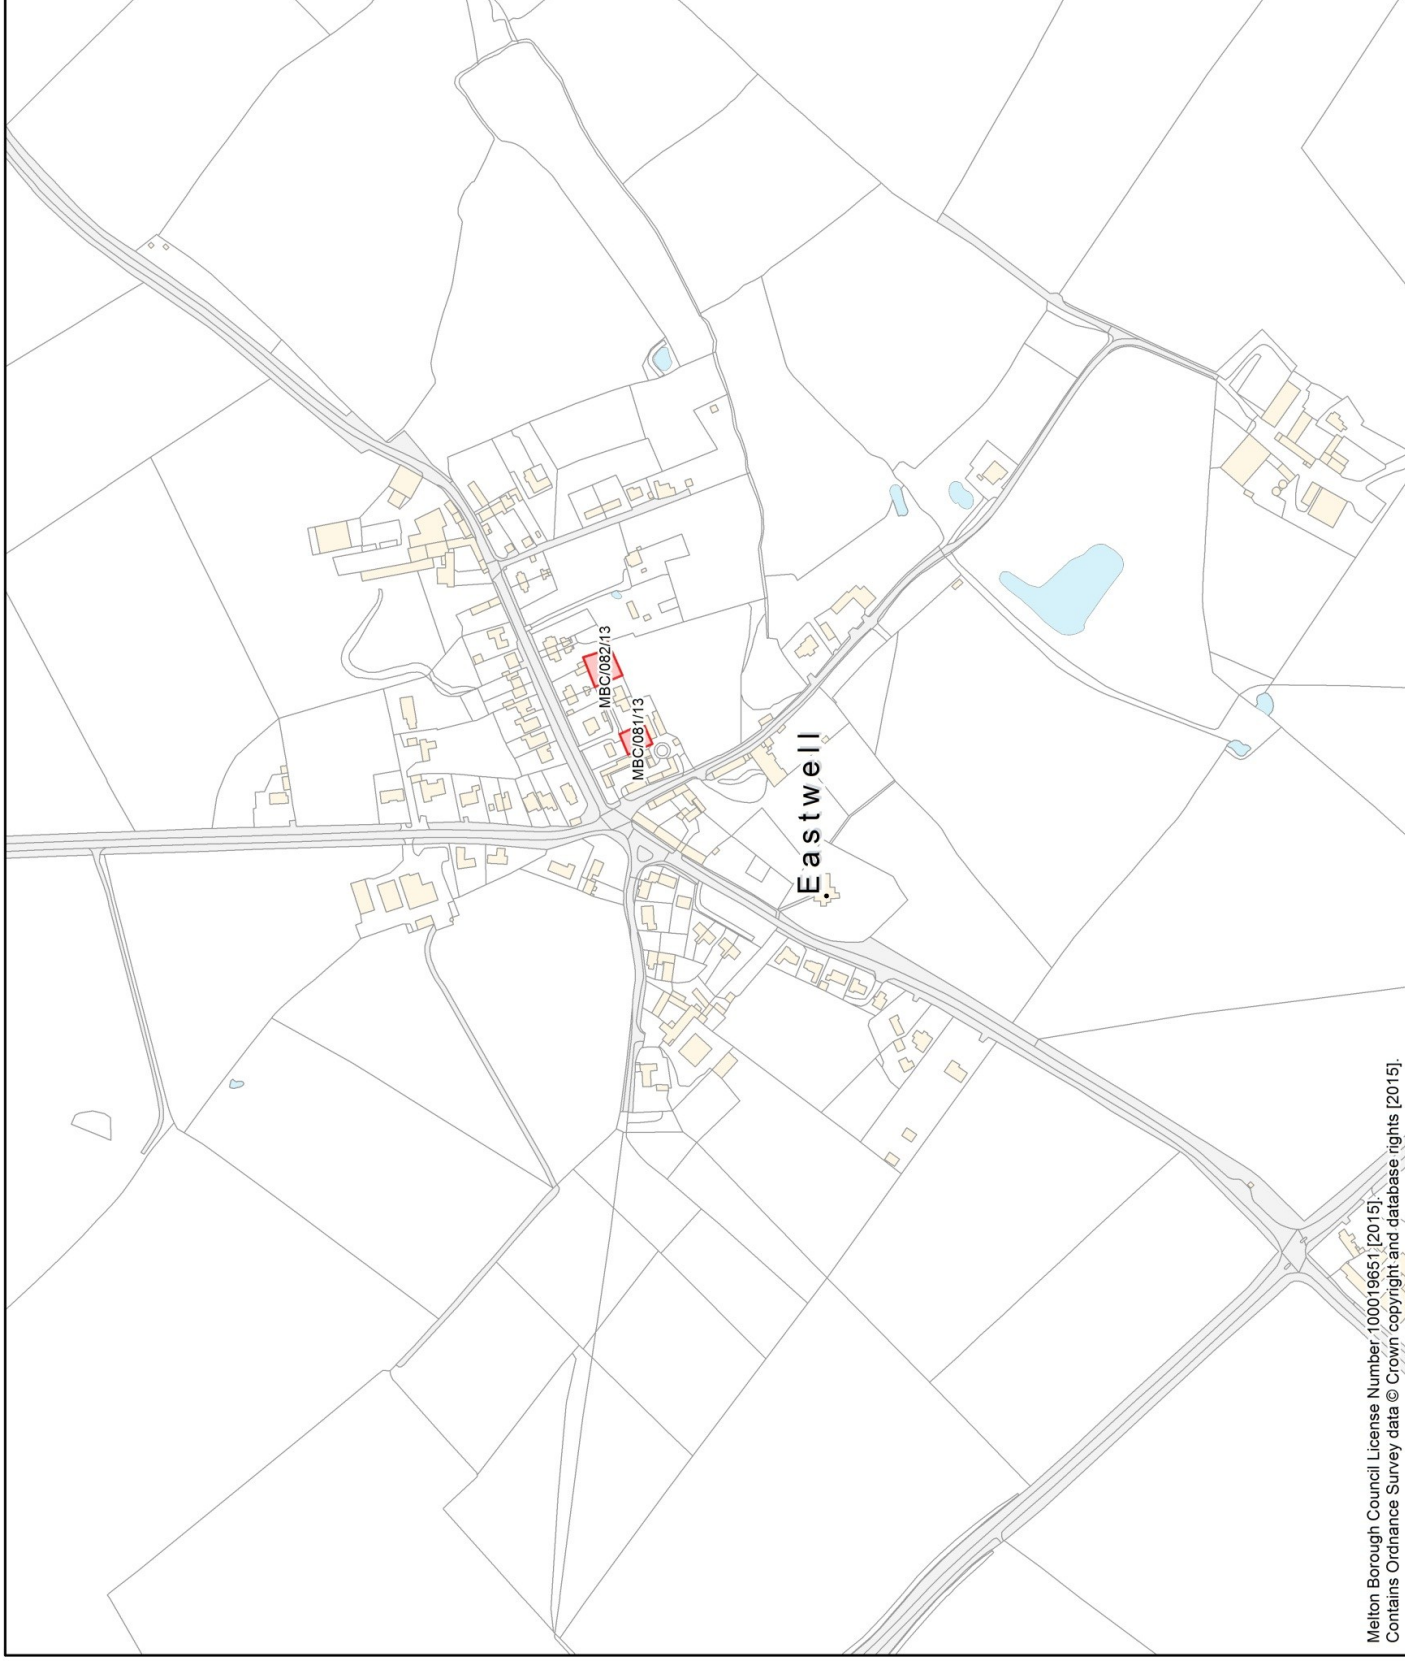 MBC/082/13
MBC/081/13
Eastwell
Melton Borough Council License Number 100019651 [2015].
Contains Ordnance Survey data © Crown copyright and database rights [2015].